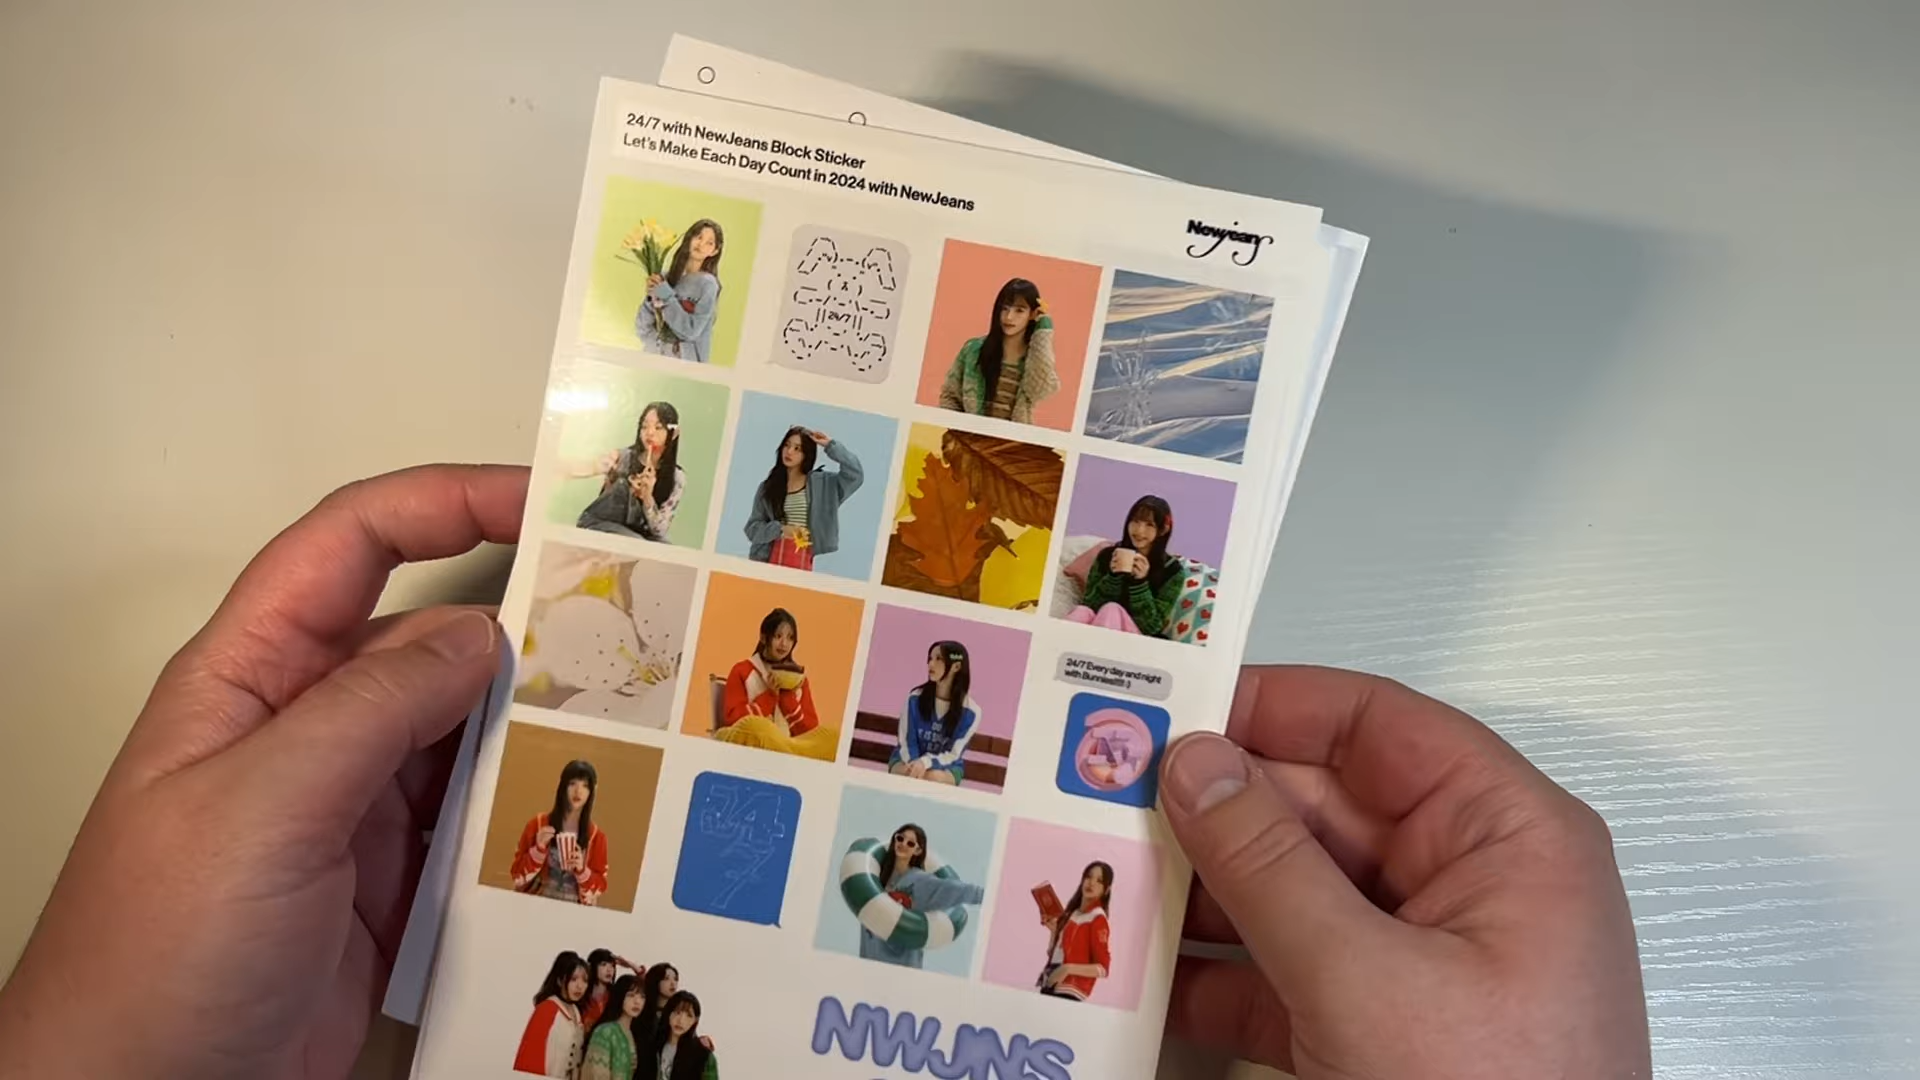 24/7 with NewJeans Block Sticker
Let's Make Each Day Count in 2024 with NewJeans
NewJeans
24/7
24/7 Every day and night
with Bunnies!!!!! :)
24/7
NWJNS